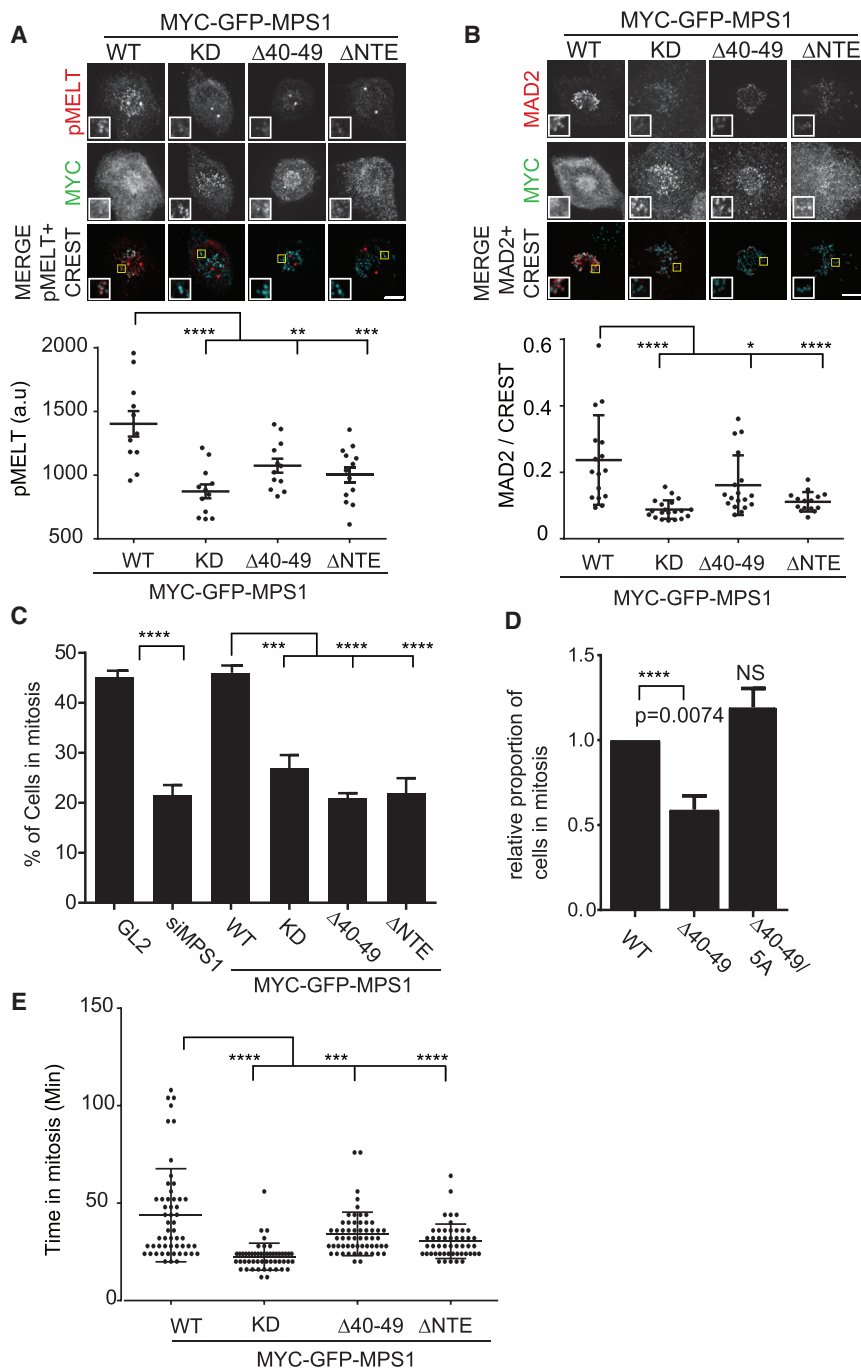 A
MYC-GFP-MPS1
WT KD Δ40-49 ΔNTE
pMELT
MYC
MERGE
pMELT+
CREST
**** ** ***
2000
1500
1000
500
pMELT (a.u)
WT KD Δ40-49 ΔNTE
MYC-GFP-MPS1
B
MYC-GFP-MPS1
WT KD Δ40-49 ΔNTE
MAD2
MYC
MERGE
MAD2+
CREST
**** * ****
0.6
0.4
0.2
0
MAD2 / CREST
WT KD Δ40-49 ΔNTE
MYC-GFP-MPS1
C
**** *** **** ****
50
40
30
20
10
0
% of Cells in mitosis
GL2 siMPS1 WT KD Δ40-49 ΔNTE
MYC-GFP-MPS1
D
**** NS
p=0.0074
1.5
1.0
0.5
0.0
relative proportion of
cells in mitosis
WT Δ40-49 Δ40-49/
5A
E
**** *** ****
150
100
50
0
Time in mitosis (Min)
WT KD Δ40-49 ΔNTE
MYC-GFP-MPS1